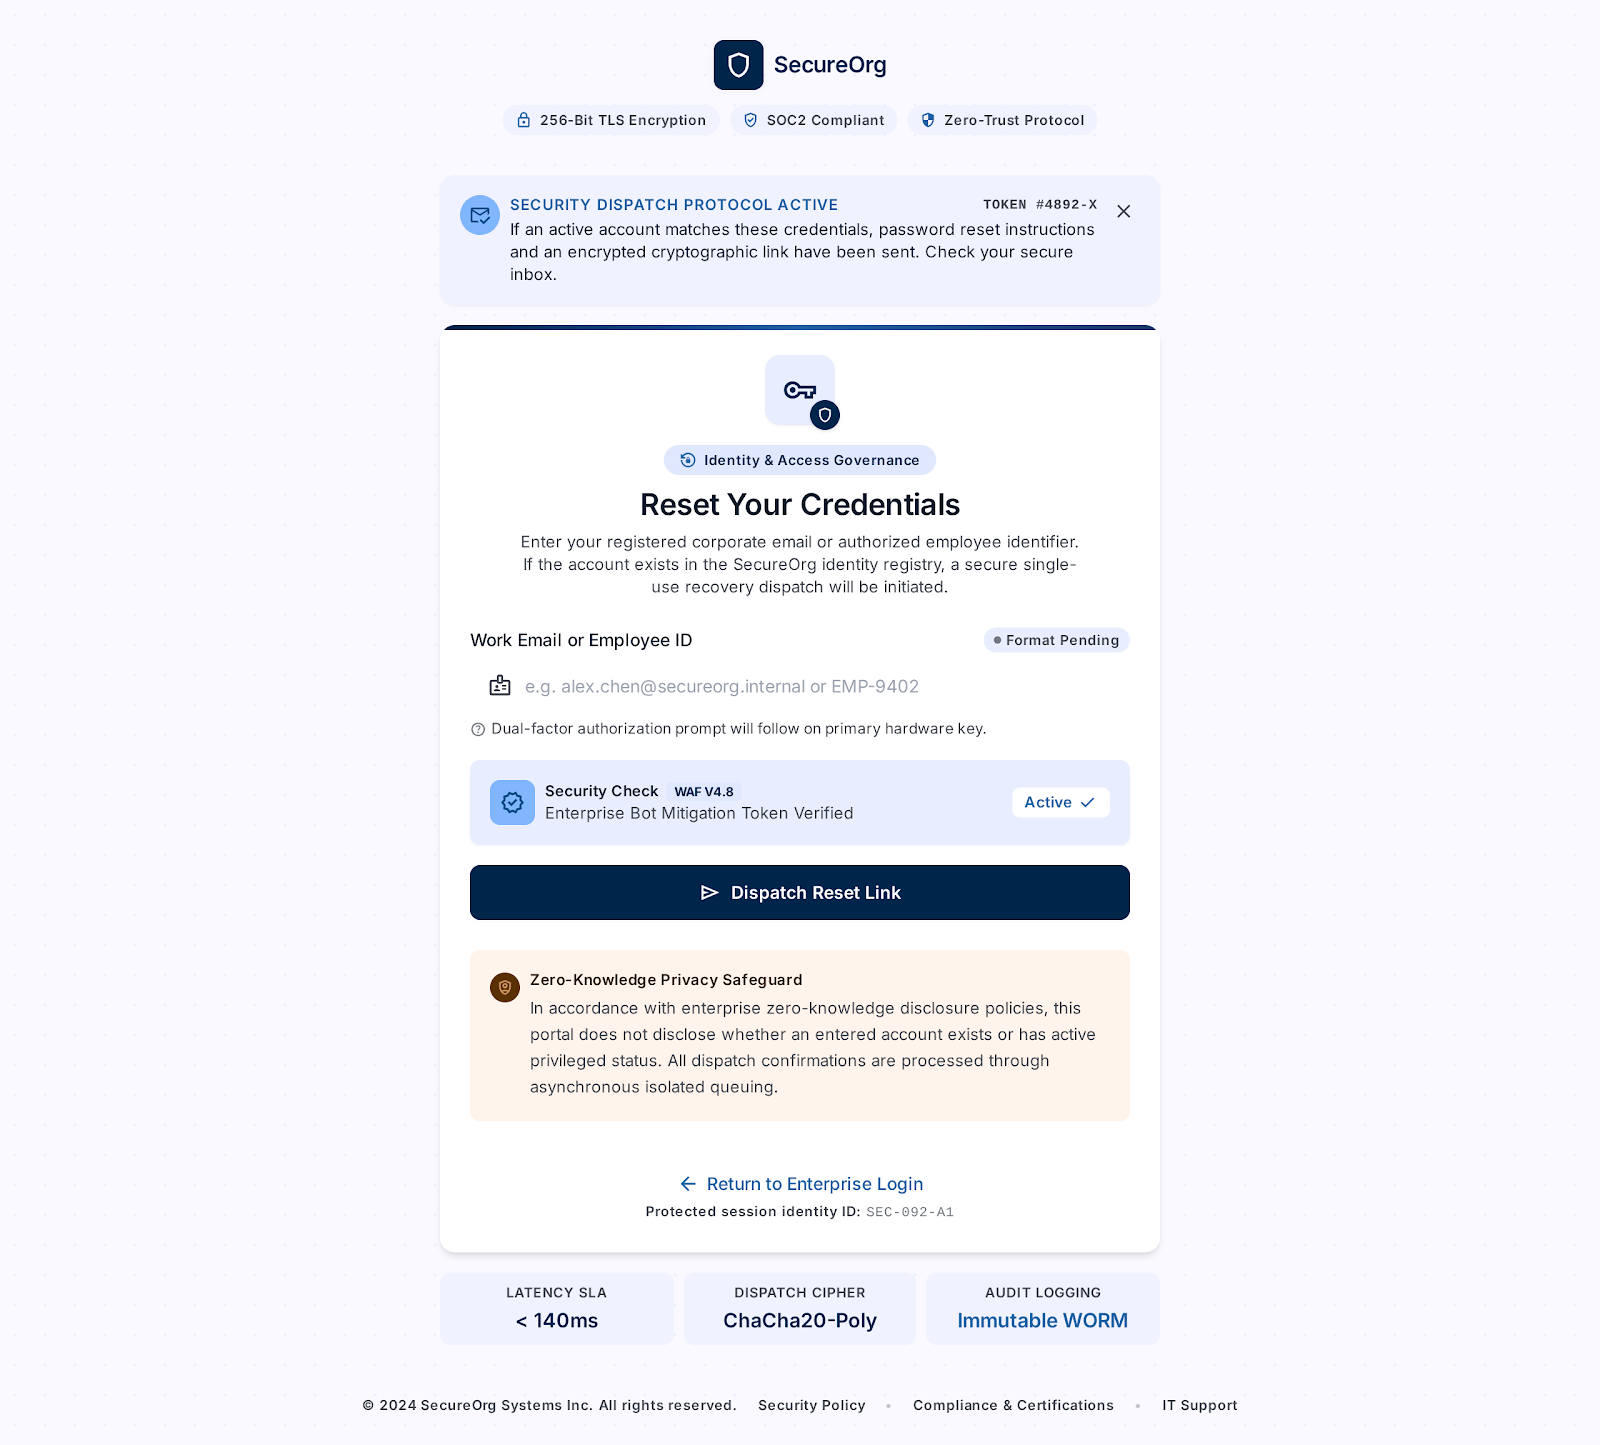 SecureOrg
256-Bit TLS Encryption
SOC2 Compliant
Zero-Trust Protocol
SECURITY DISPATCH PROTOCOL ACTIVE
TOKEN #4892-X
If an active account matches these credentials, password reset instructions
and an encrypted cryptographic link have been sent. Check your secure
inbox.
Identity & Access Governance
Reset Your Credentials
Enter your registered corporate email or authorized employee identifier.
If the account exists in the SecureOrg identity registry, a secure single-
use recovery dispatch will be initiated.
Work Email or Employee ID
Format Pending
e.g. alex.chen@secureorg.internal or EMP-9402
Dual-factor authorization prompt will follow on primary hardware key.
Security Check WAF V4.8
Enterprise Bot Mitigation Token Verified
Active
Dispatch Reset Link
Zero-Knowledge Privacy Safeguard
In accordance with enterprise zero-knowledge disclosure policies, this
portal does not disclose whether an entered account exists or has active
privileged status. All dispatch confirmations are processed through
asynchronous isolated queuing.
Return to Enterprise Login
Protected session identity ID: SEC-092-A1
LATENCY SLA
< 140ms
DISPATCH CIPHER
ChaCha20-Poly
AUDIT LOGGING
Immutable WORM
© 2024 SecureOrg Systems Inc. All rights reserved. Security Policy • Compliance & Certifications • IT Support